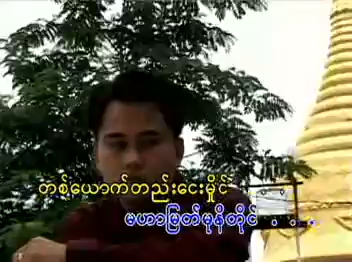 တစ်ယောက်တည်းငေးမှိုင်
မဟာမြတ်မုနိတိုင် . . .